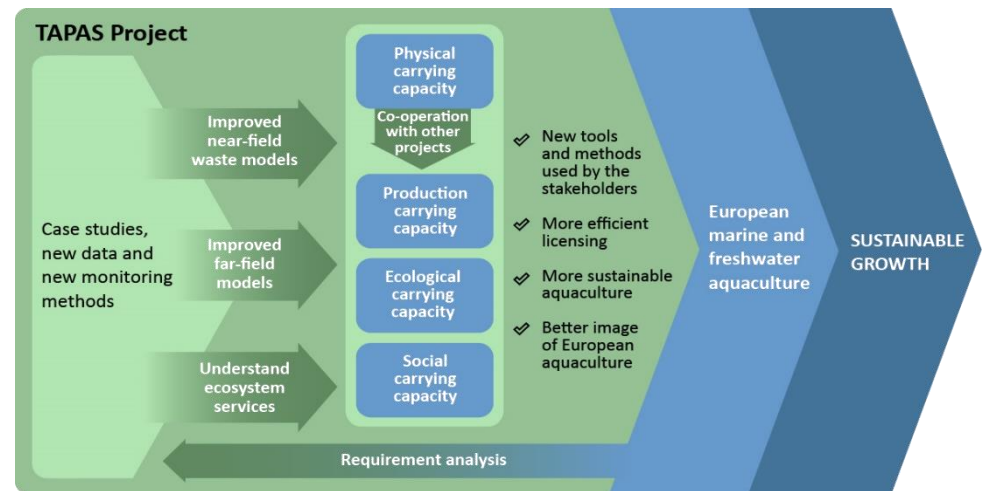 TAPAS Project
Case studies,
new data and
new monitoring
methods
Improved
near-field
waste models
Improved
far-field
models
Understand
ecosystem
services
Physical
carrying
capacity
Co-operation
with other
projects
Production
carrying
capacity
Ecological
carrying
capacity
Social
carrying
capacity
✓ New tools
and methods
used by the
stakeholders
✓ More efficient
licensing
✓ More sustainable
aquaculture
✓ Better image
of European
aquaculture
European
marine and
freshwater
aquaculture
SUSTAINABLE
GROWTH
Requirement analysis